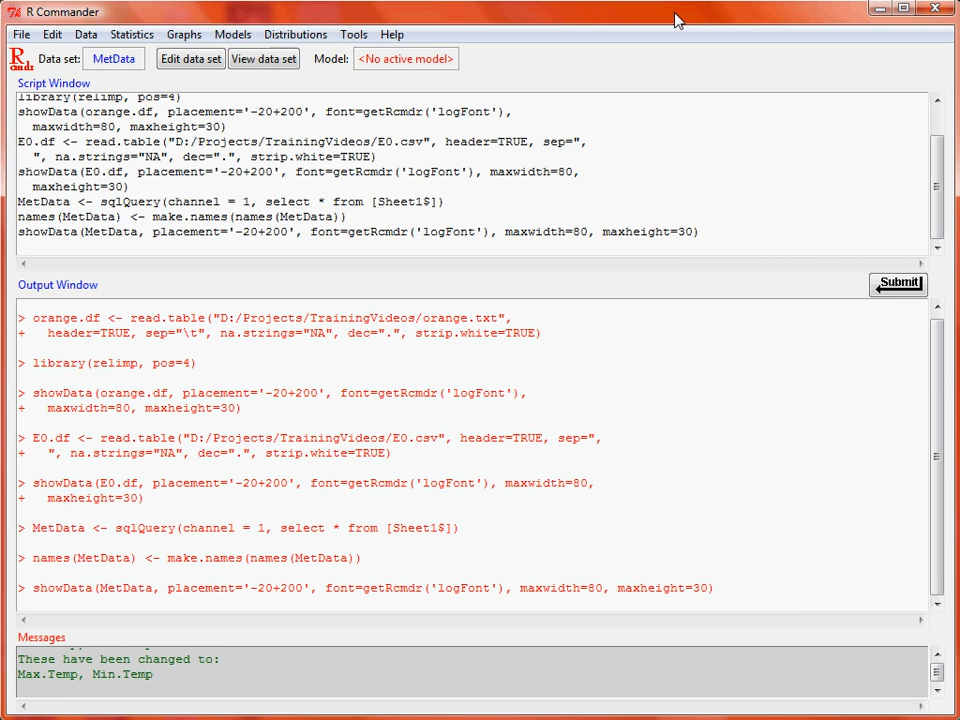 R Commander
File Edit Data Statistics Graphs Models Distributions Tools Help
R cmdr Data set: MetData Edit data set View data set Model: <No active model>
Script Window
library(relimp, pos=4)
showData(orange.df, placement='-20+200', font=getRcmdr('logFont'),
  maxwidth=80, maxheight=30)
E0.df <- read.table("D:/Projects/TrainingVideos/E0.csv", header=TRUE, sep=",
  ", na.strings="NA", dec=".", strip.white=TRUE)
showData(E0.df, placement='-20+200', font=getRcmdr('logFont'), maxwidth=80,
  maxheight=30)
MetData <- sqlQuery(channel = 1, select * from [Sheet1$])
names(MetData) <- make.names(names(MetData))
showData(MetData, placement='-20+200', font=getRcmdr('logFont'), maxwidth=80, maxheight=30)
Output Window
Submit
> orange.df <- read.table("D:/Projects/TrainingVideos/orange.txt",
+   header=TRUE, sep="\t", na.strings="NA", dec=".", strip.white=TRUE)
> library(relimp, pos=4)
> showData(orange.df, placement='-20+200', font=getRcmdr('logFont'),
+   maxwidth=80, maxheight=30)
> E0.df <- read.table("D:/Projects/TrainingVideos/E0.csv", header=TRUE, sep=",
+   ", na.strings="NA", dec=".", strip.white=TRUE)
> showData(E0.df, placement='-20+200', font=getRcmdr('logFont'), maxwidth=80,
+   maxheight=30)
> MetData <- sqlQuery(channel = 1, select * from [Sheet1$])
> names(MetData) <- make.names(names(MetData))
> showData(MetData, placement='-20+200', font=getRcmdr('logFont'), maxwidth=80, maxheight=30)
Messages
These have been changed to:
Max.Temp, Min.Temp